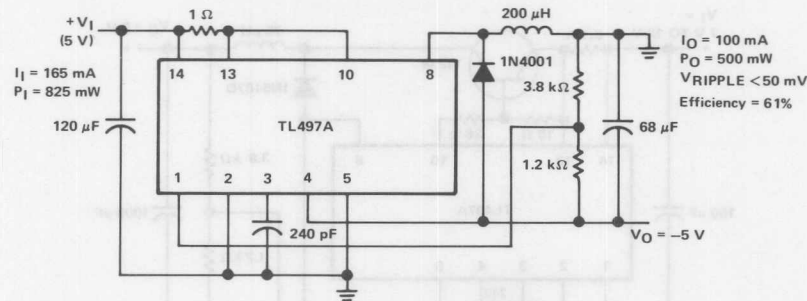 +V_I
(5 V)
1 Ω
200 µH
I_I = 165 mA
P_I = 825 mW
14
13
10
8
1N4001
3.8 kΩ
I_O = 100 mA
P_O = 500 mW
V_RIPPLE < 50 mV
Efficiency = 61%
120 µF
TL497A
68 µF
1.2 kΩ
1
2
3
4
5
240 pF
V_O = –5 V